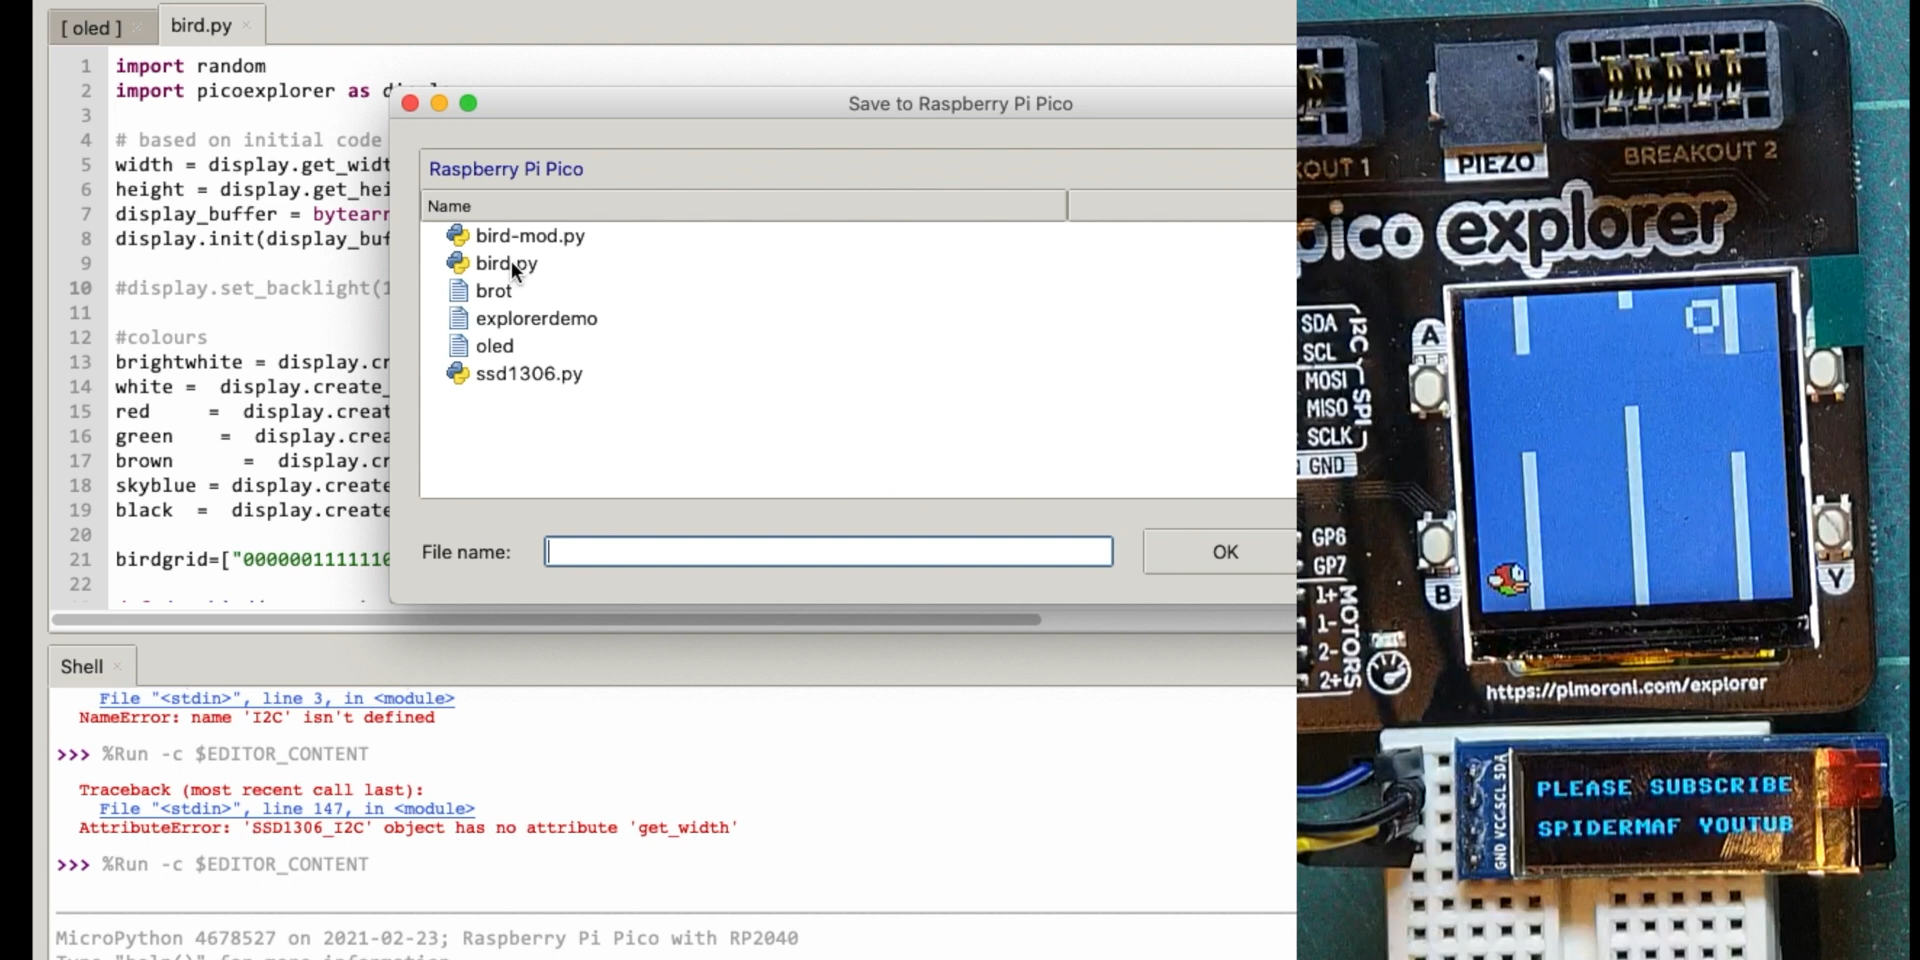 [ oled ]
bird.py
1 import random
2 import picoexplorer as
3
4 # based on initial code
5 width = display.get_widt
6 height = display.get_hei
7 display_buffer = bytearr
8 display.init(display_buf
9
10 #display.set_backlight(1
11
12 #colours
13 brightwhite = display.cr
14 white = display.create_
15 red = display.creat
16 green = display.crea
17 brown = display.cr
18 skyblue = display.create
19 black = display.create
20
21 birdgrid=["0000001111110
22
Save to Raspberry Pi Pico
Raspberry Pi Pico
Name
bird-mod.py
bird.py
brot
explorerdemo
oled
ssd1306.py
File name:
OK
Shell
File "<stdin>", line 3, in <module>
NameError: name 'I2C' isn't defined
>>> %Run -c $EDITOR_CONTENT
Traceback (most recent call last):
File "<stdin>", line 147, in <module>
AttributeError: 'SSD1306_I2C' object has no attribute 'get_width'
>>> %Run -c $EDITOR_CONTENT
MicroPython 4678527 on 2021-02-23; Raspberry Pi Pico with RP2040
Type "help()" for more information
KOUT 1
PIEZO
BREAKOUT 2
pico explorer
SDA
SCL
I2C
MOSI
MISO
SCLK
SPI
GND
A
B
Y
GP6
GP7
1+
1-
2-
2+
MOTORS
https://pimoroni.com/explorer
GND VCC SCL SDA
PLEASE SUBSCRIBE
SPIDERMAF YOUTUB